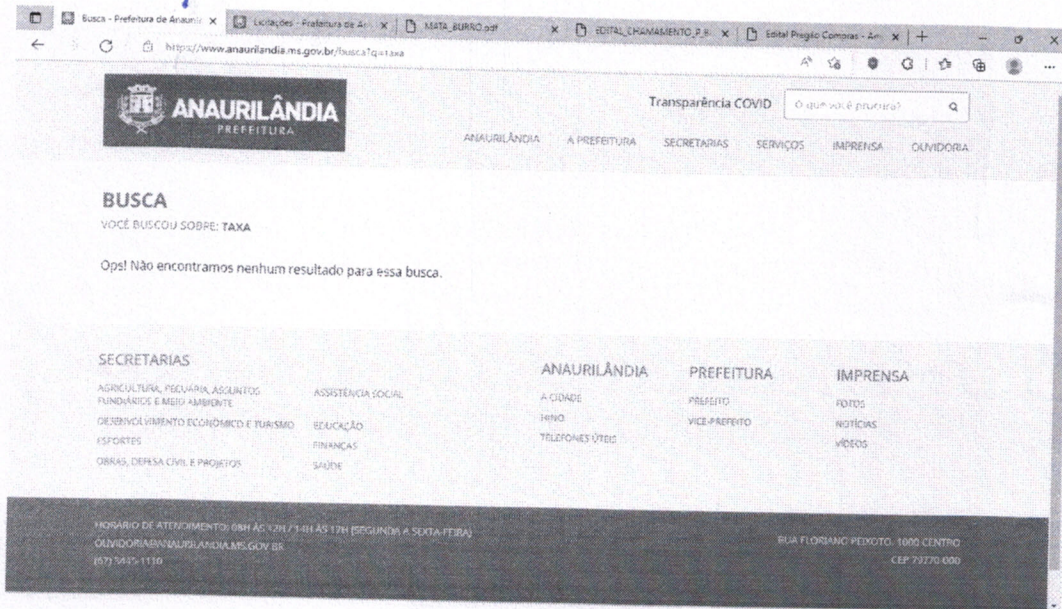 Busca - Prefeitura de Anauril
Licitações - Prefeitura de An
MATA_BURRO.pdf
EDITAL_CHAMAMENTO_P_B
Edital Pregão Compras - An
https://www.anaurilandia.ms.gov.br/busca?q=taxa
ANAURILÂNDIA
PREFEITURA
Transparência COVID
O que você procura?
ANAURILÂNDIA A PREFEITURA SECRETARIAS SERVIÇOS IMPRENSA OUVIDORIA
BUSCA
VOCÊ BUSCOU SOBRE: TAXA
Ops! Não encontramos nenhum resultado para essa busca.
SECRETARIAS
AGRICULTURA, PECUÁRIA, ASSUNTOS
FUNDIÁRIOS E MEIO AMBIENTE
DESENVOLVIMENTO ECONÔMICO E TURISMO
ESPORTES
OBRAS, DEFESA CIVIL E PROJETOS
ASSISTÊNCIA SOCIAL
EDUCAÇÃO
FINANÇAS
SAÚDE
ANAURILÂNDIA
A CIDADE
HINO
TELEFONES ÚTEIS
PREFEITURA
PREFEITO
VICE-PREFEITO
IMPRENSA
FOTOS
NOTÍCIAS
VÍDEOS
HORÁRIO DE ATENDIMENTO: 08H ÀS 12H / 14H ÀS 17H (SEGUNDA A SEXTA-FEIRA)
OUVIDORIA@ANAURILANDIA.MS.GOV.BR
(67) 3445-1110
RUA FLORIANO PEIXOTO, 1000 CENTRO
CEP 79770-000